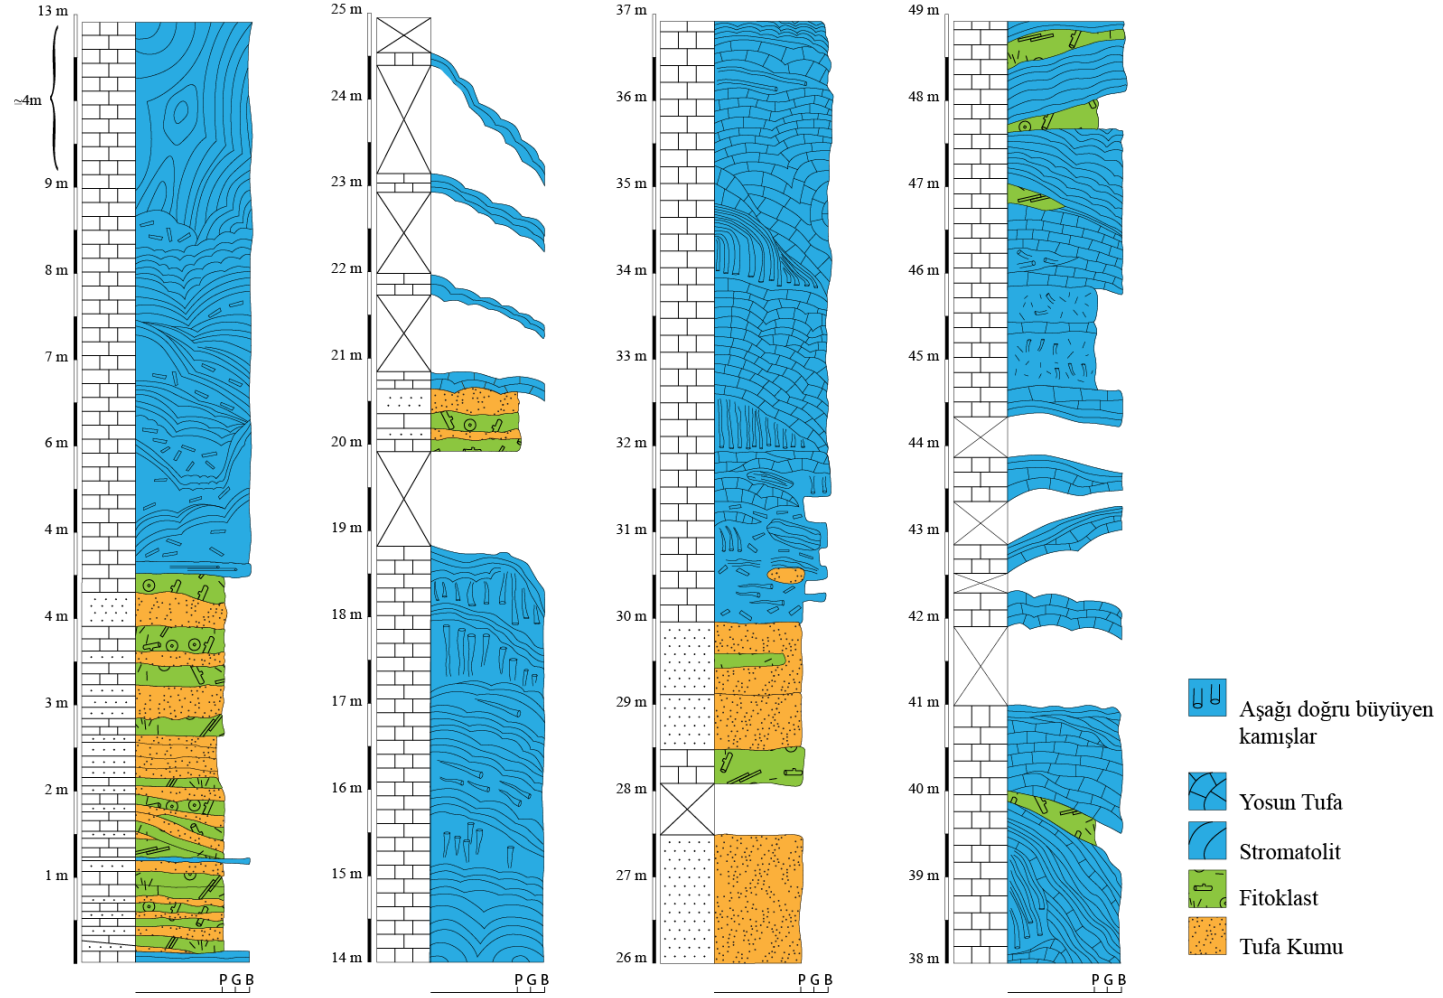 13 m
≃4m
9 m
8 m
7 m
6 m
4 m
4 m
3 m
2 m
1 m
P G B
25 m
24 m
23 m
22 m
21 m
20 m
19 m
18 m
17 m
16 m
15 m
14 m
P G B
37 m
36 m
35 m
34 m
33 m
32 m
31 m
30 m
29 m
28 m
27 m
26 m
P G B
49 m
48 m
47 m
46 m
45 m
44 m
43 m
42 m
41 m
40 m
39 m
38 m
P G B
Aşağı doğru büyüyen
kamışlar
Yosun Tufa
Stromatolit
Fitoklast
Tufa Kumu